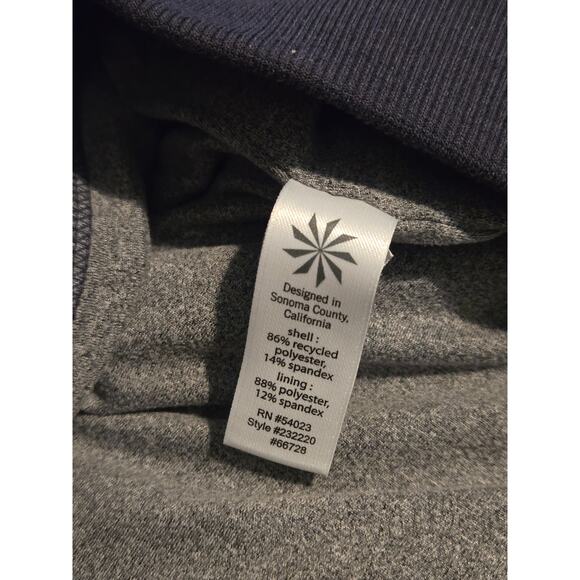 Designed in
Sonoma County,
California
shell :
86% recycled
polyester,
14% spandex
lining :
88% polyester,
12% spandex
RN #54023
Style #232220
#66728